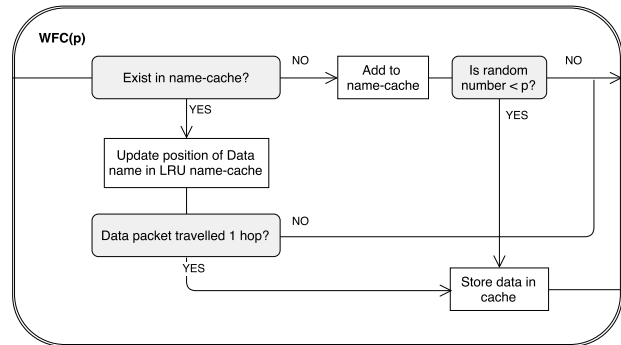 WFC(p)
Exist in name-cache?
NO
Add to
name-cache
Is random
number < p?
NO
YES
YES
Update position of Data
name in LRU name-cache
Data packet travelled 1 hop?
NO
YES
Store data in
cache